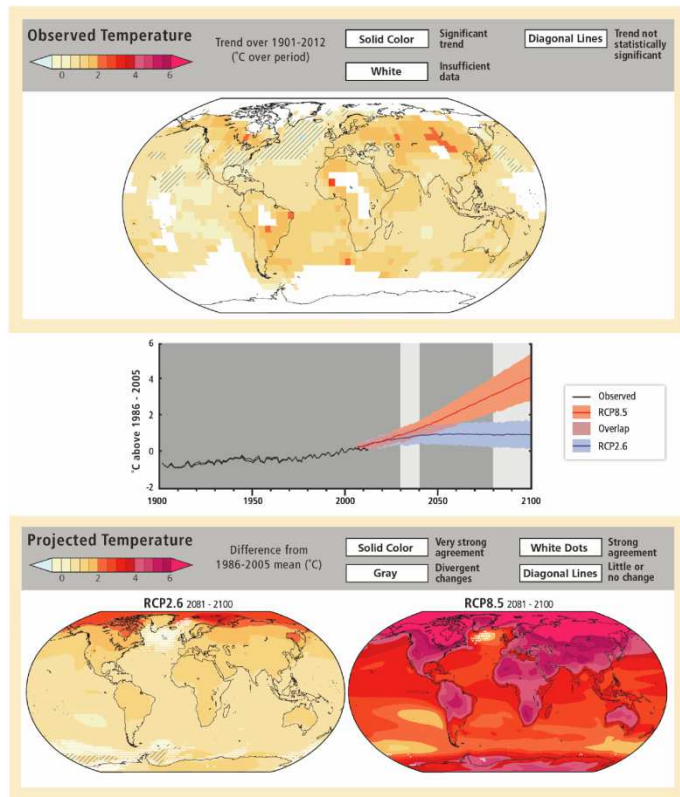 Observed Temperature
0 2 4 6
Trend over 1901-2012
(˚C over period)
Solid Color
Significant
trend
Diagonal Lines
Trend not
statistically
significant
White
Insufficient
data
6
4
2
0
-2
˚C above 1986 - 2005
1900 1950 2000 2050 2100
Observed
RCP8.5
Overlap
RCP2.6
Projected Temperature
0 2 4 6
Difference from
1986-2005 mean (˚C)
Solid Color
Very strong
agreement
White Dots
Strong
agreement
Gray
Divergent
changes
Diagonal Lines
Little or
no change
RCP2.6 2081 - 2100
RCP8.5 2081 - 2100